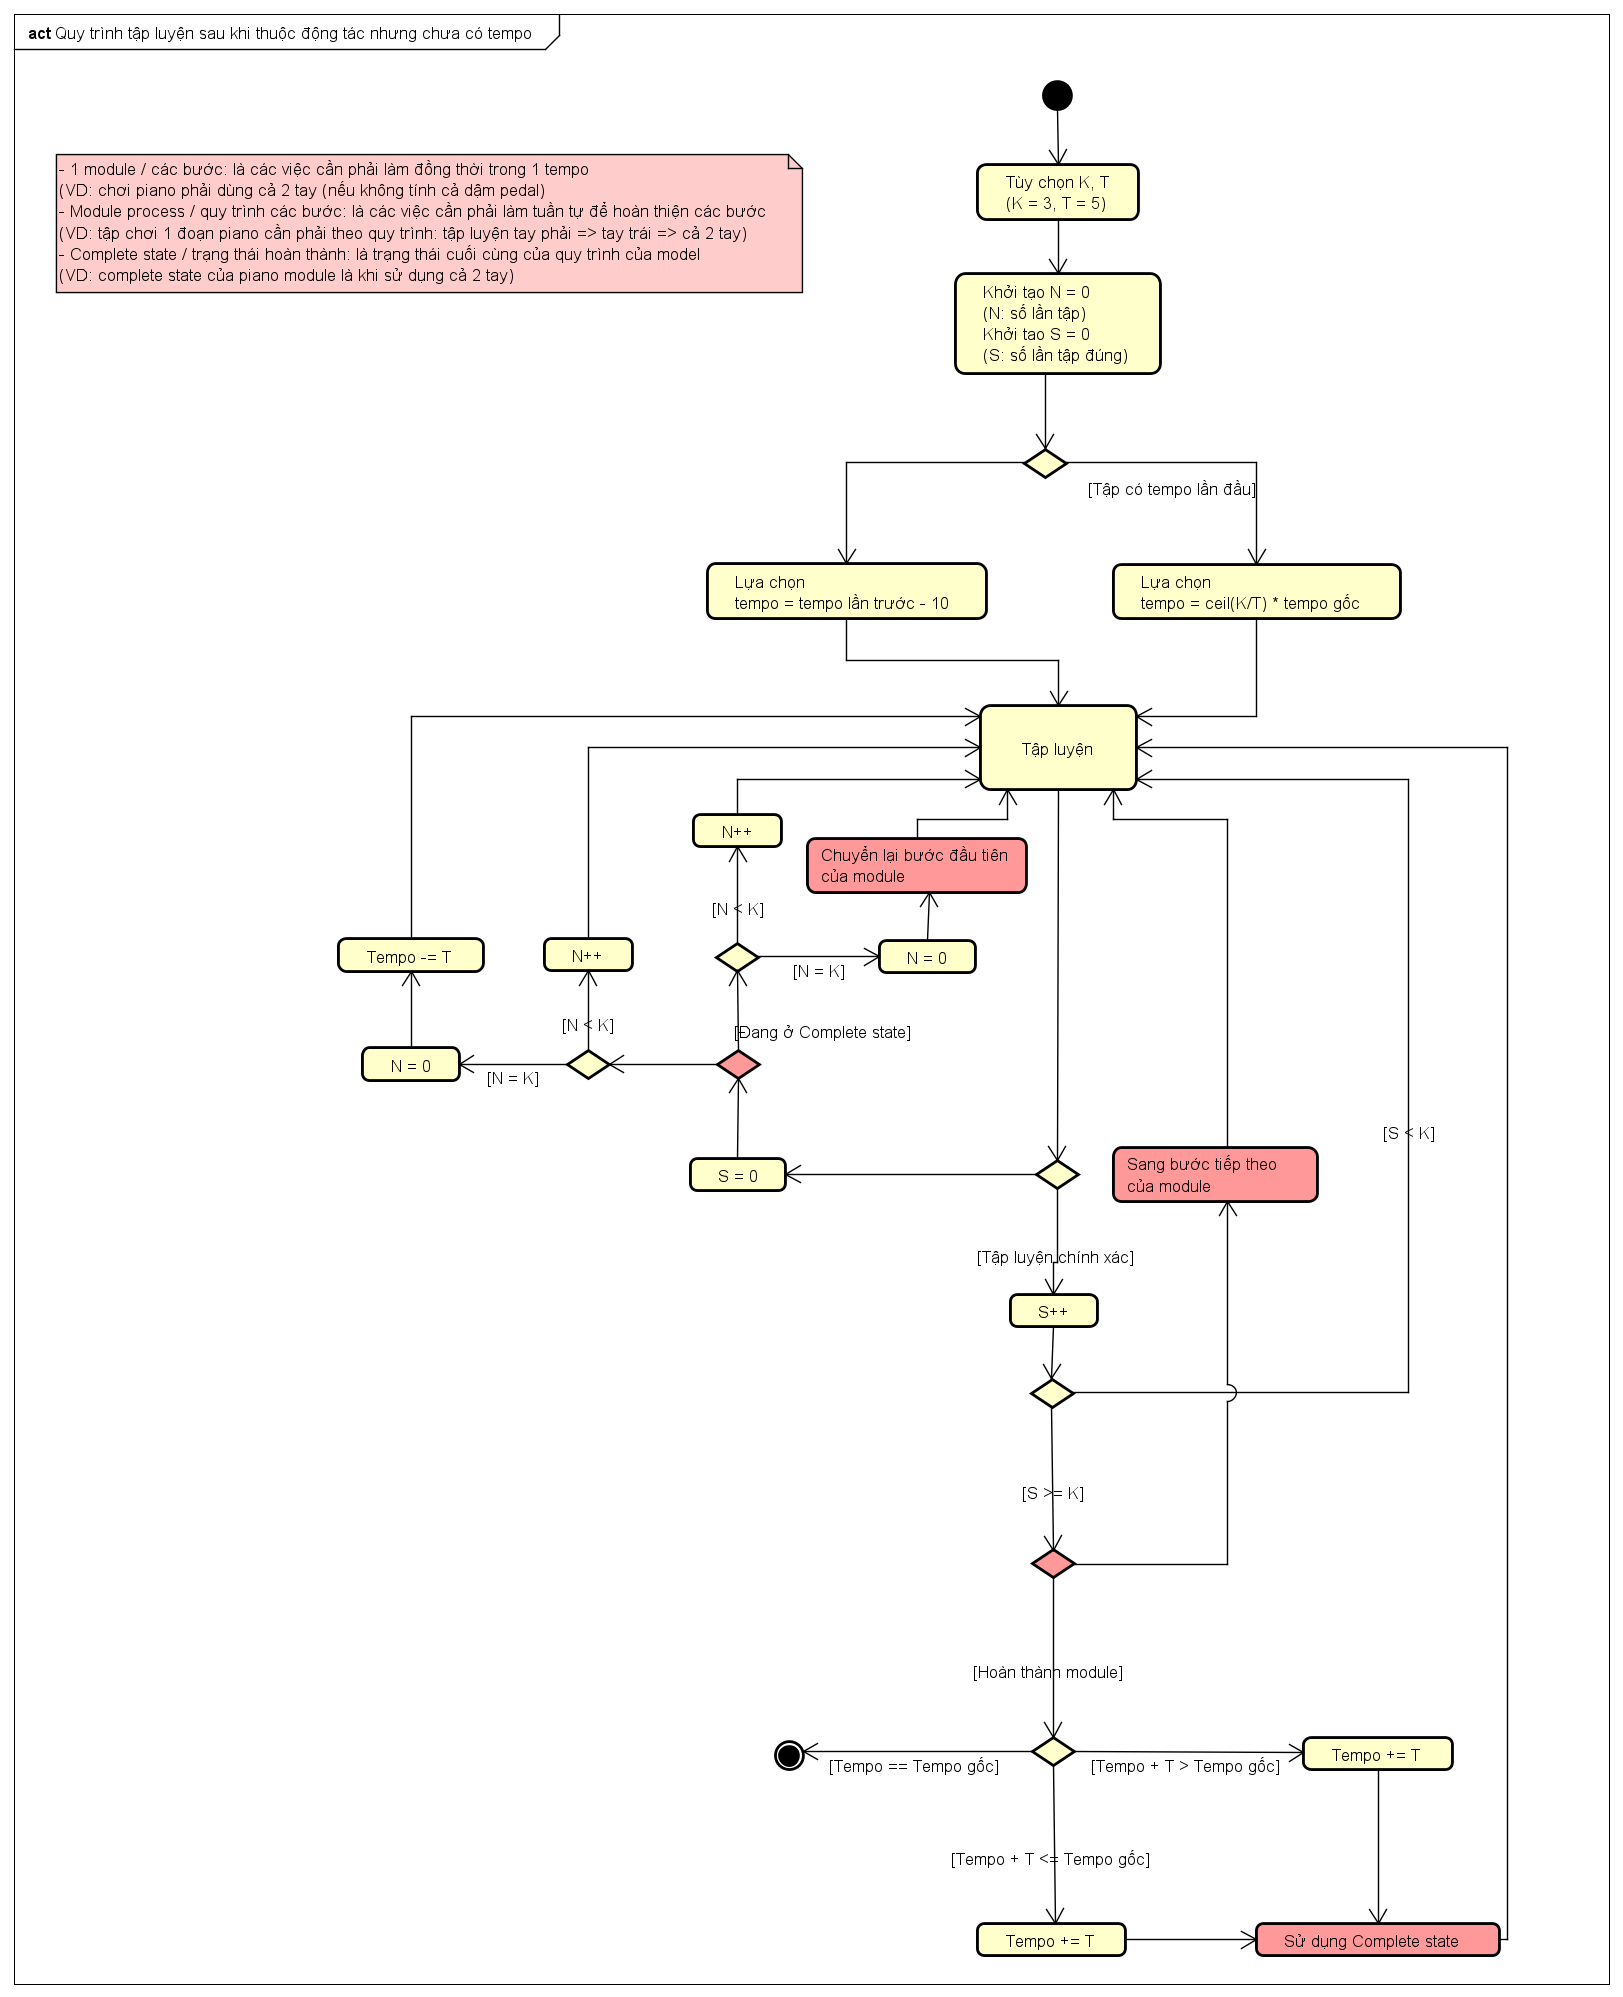 act Quy trình tập luyện sau khi thuộc động tác nhưng chưa có tempo
- 1 module / các bước: là các việc cần phải làm đồng thời trong 1 tempo
(VD: chơi piano phải dùng cả 2 tay (nếu không tính cả dậm pedal)
- Module process / quy trình các bước: là các việc cần phải làm tuần tự để hoàn thiện các bước
(VD: tập chơi 1 đoạn piano cần phải theo quy trình: tập luyện tay phải => tay trái => cả 2 tay)
- Complete state / trạng thái hoàn thành: là trạng thái cuối cùng của quy trình của model
(VD: complete state của piano module là khi sử dụng cả 2 tay)
Tùy chọn K, T
(K = 3, T = 5)
Khởi tạo N = 0
(N: số lần tập)
Khởi tao S = 0
(S: số lần tập đúng)
[Tập có tempo lần đầu]
Lựa chọn
tempo = tempo lần trước - 10
Lựa chọn
tempo = ceil(K/T) * tempo gốc
Tập luyện
N++
Chuyển lại bước đầu tiên
của module
[N < K]
Tempo -= T
N++
N = 0
[N = K]
[N < K]
[Đang ở Complete state]
N = 0
[N = K]
[S < K]
S = 0
Sang bước tiếp theo
của module
[Tập luyện chính xác]
S++
[S >= K]
[Hoàn thành module]
[Tempo == Tempo gốc]
[Tempo + T > Tempo gốc]
Tempo += T
[Tempo + T <= Tempo gốc]
Tempo += T
Sử dụng Complete state